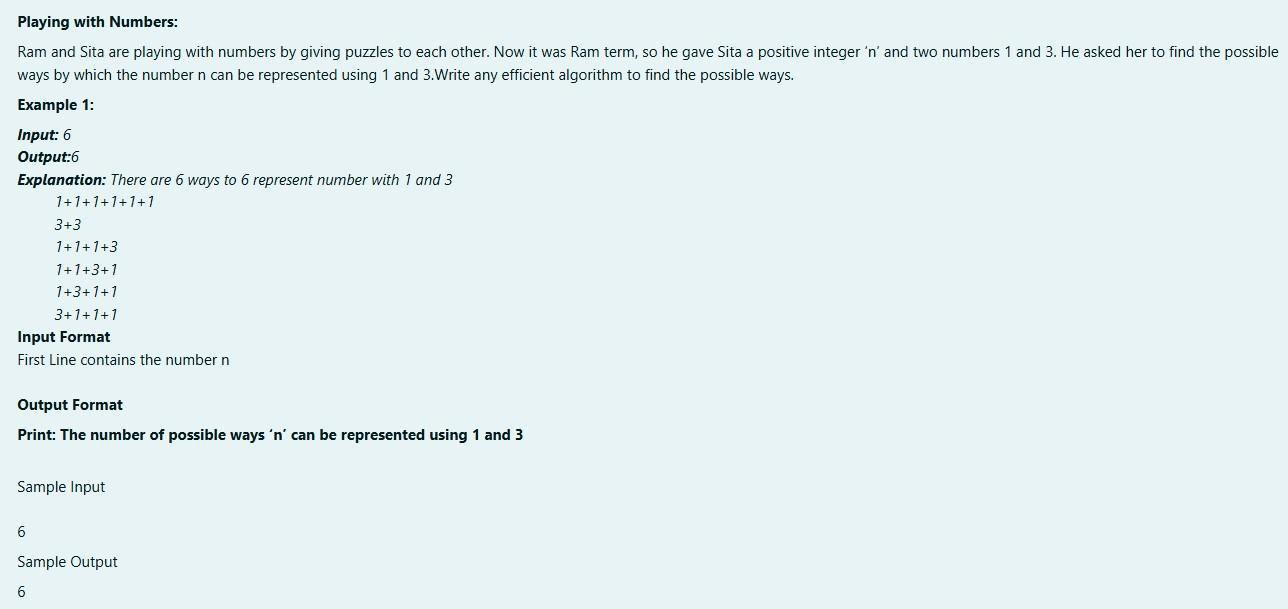 Playing with Numbers:
Ram and Sita are playing with numbers by giving puzzles to each other. Now it was Ram term, so he gave Sita a positive integer ‘n’ and two numbers 1 and 3. He asked her to find the possible
ways by which the number n can be represented using 1 and 3.Write any efficient algorithm to find the possible ways.
Example 1:
Input: 6
Output:6
Explanation: There are 6 ways to 6 represent number with 1 and 3
1+1+1+1+1+1
3+3
1+1+1+3
1+1+3+1
1+3+1+1
3+1+1+1
Input Format
First Line contains the number n
Output Format
Print: The number of possible ways ‘n’ can be represented using 1 and 3
Sample Input
6
Sample Output
6